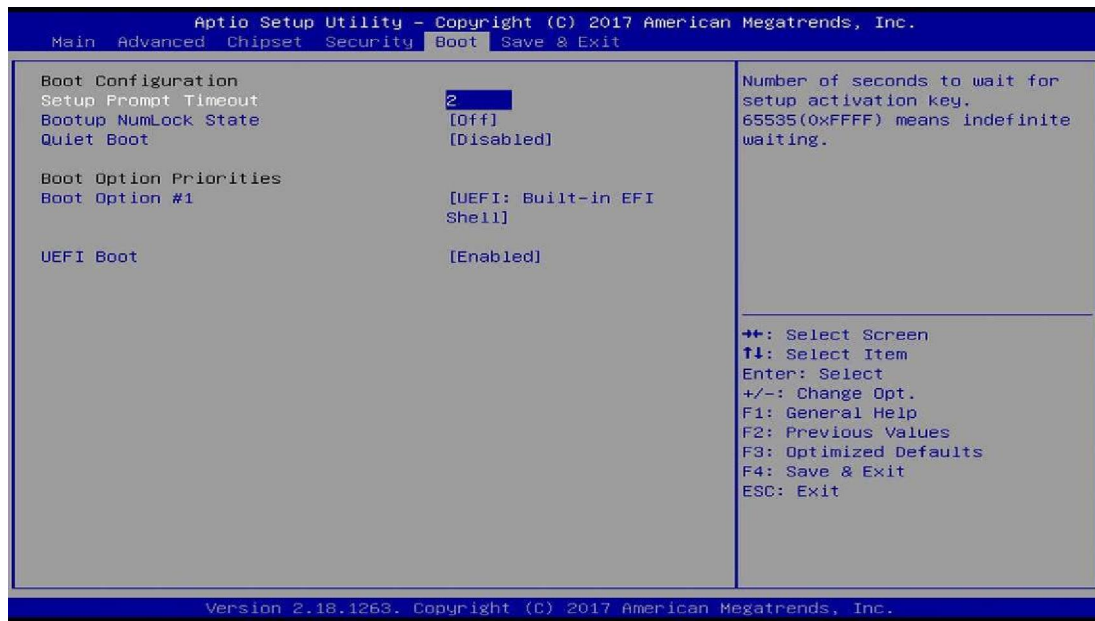 Aptio Setup Utility – Copyright (C) 2017 American Megatrends, Inc.
Main Advanced Chipset Security Boot Save & Exit
Boot Configuration
Setup Prompt Timeout 2
Bootup NumLock State [Off]
Quiet Boot [Disabled]
Boot Option Priorities
Boot Option #1 [UEFI: Built-in EFI
Shell]
UEFI Boot [Enabled]
Number of seconds to wait for
setup activation key.
65535(0xFFFF) means indefinite
waiting.
→←: Select Screen
↑↓: Select Item
Enter: Select
+/-: Change Opt.
F1: General Help
F2: Previous Values
F3: Optimized Defaults
F4: Save & Exit
ESC: Exit
Version 2.18.1263. Copyright (C) 2017 American Megatrends, Inc.